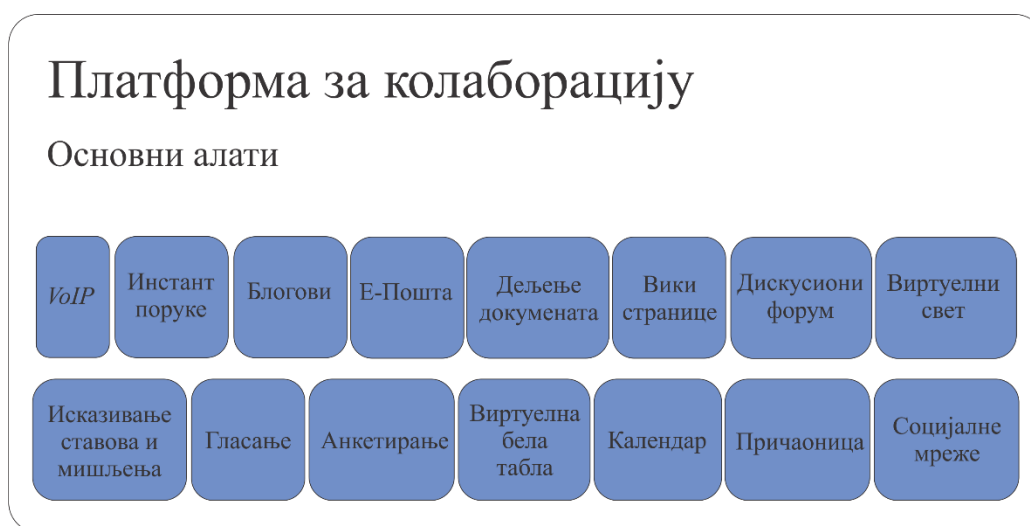 Платформа за колаборацију
Основни алати
VoIP
Инстант
поруке
Блогови
Е-Пошта
Дељење
докумената
Вики
странице
Дискусиони
форум
Виртуелни
свет
Исказивање
ставова и
мишљења
Гласање
Анкетирање
Виртуелна
бела
табла
Календар
Причаоница
Социјалне
мреже